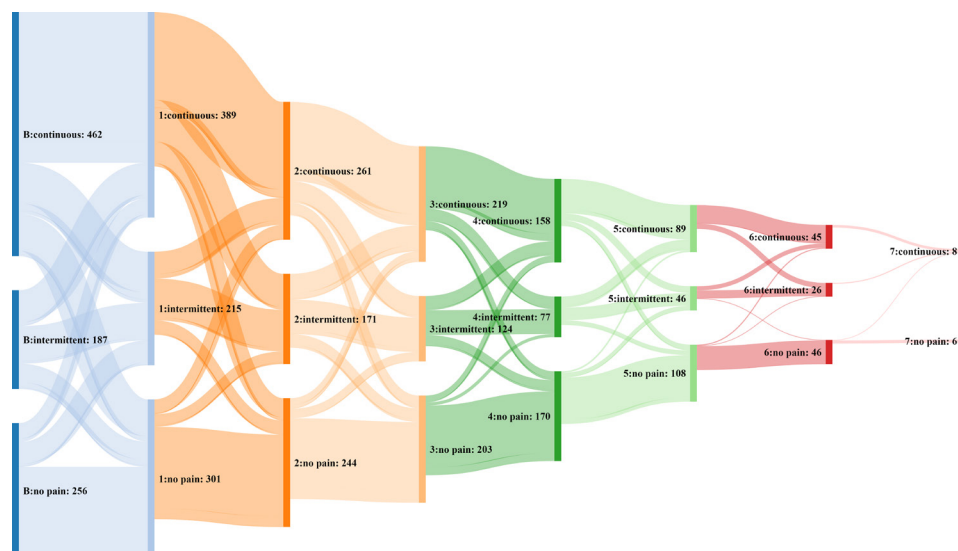 B:continuous: 462
B:intermittent: 187
B:no pain: 256
1:continuous: 389
1:intermittent: 215
1:no pain: 301
2:continuous: 261
2:intermittent: 171
2:no pain: 244
3:continuous: 219
3:intermittent: 124
3:no pain: 203
4:continuous: 158
4:intermittent: 77
4:no pain: 170
5:continuous: 89
5:intermittent: 46
5:no pain: 108
6:continuous: 45
6:intermittent: 26
6:no pain: 46
7:continuous: 8
7:no pain: 6